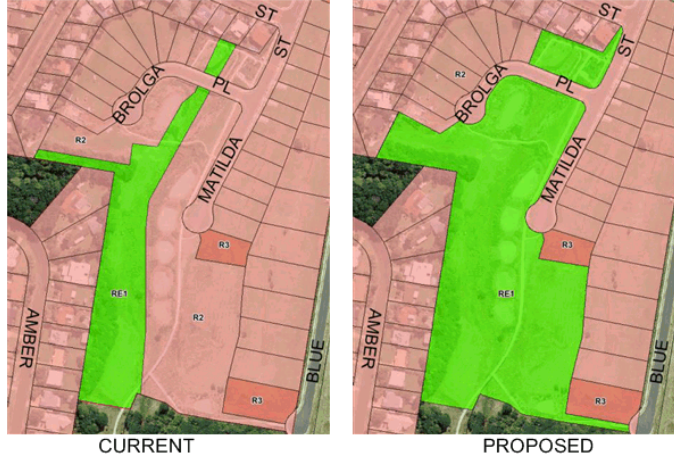 ST
ST
R2
BROLGA
PL
R2
MATILDA
R3
RE1
R2
AMBER
BLUE
R3
CURRENT
ST
ST
R2
BROLGA
PL
MATILDA
R3
RE1
AMBER
BLUE
R3
PROPOSED